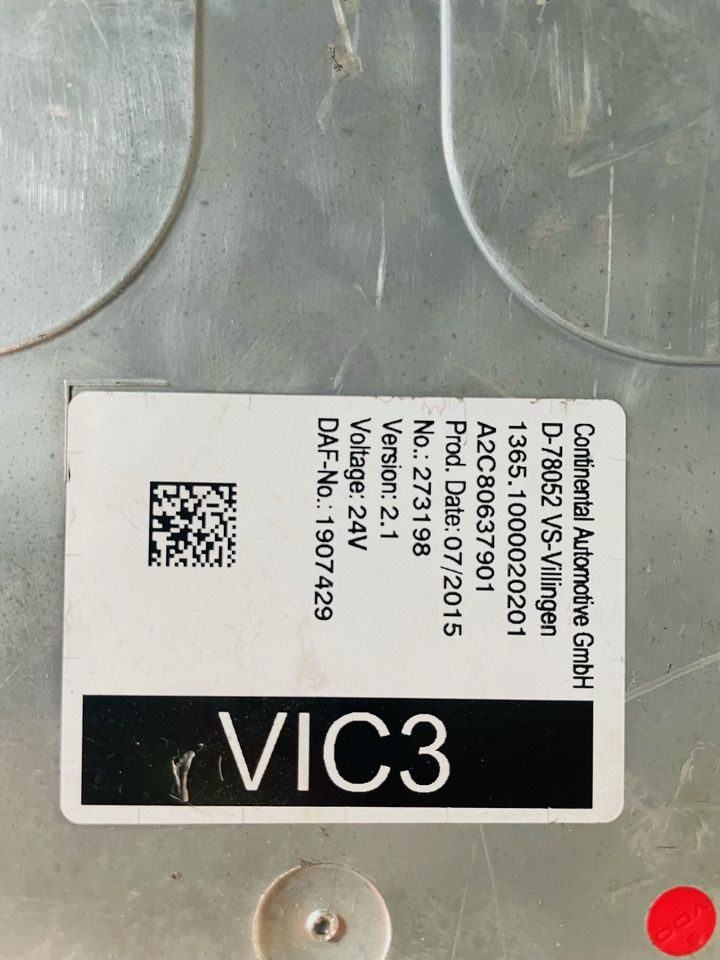 Continental Automotive GmbH
D-78052 VS-Villingen
1365.1000020201
A2C80637901
Prod. Date: 07/2015
No.: 273198
Version: 2.1
Voltage: 24V
DAF-No.: 1907429
VIC3
VDO